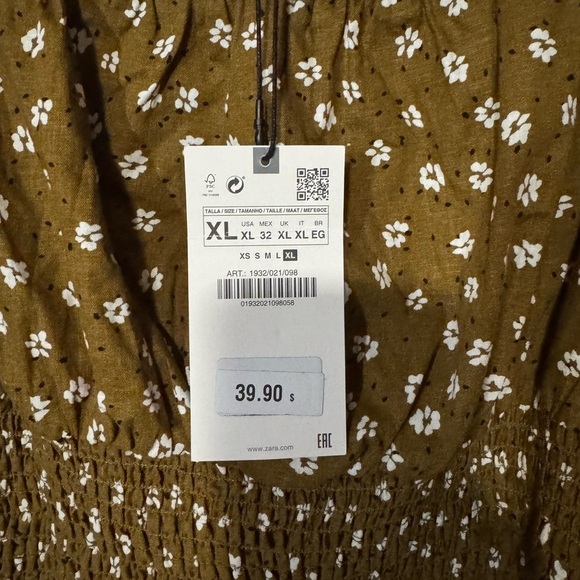 FSC
TALLA / SIZE / TAMANHO / TAILLE / MAAT / ΜΕΓΕΘΟΣ
XL
USA MEX UK IT BR
XL 32 XL XL EG
XS S M L XL
ART.: 1932/021/098
01932021098058
39.90 S
www.zara.com
EAC